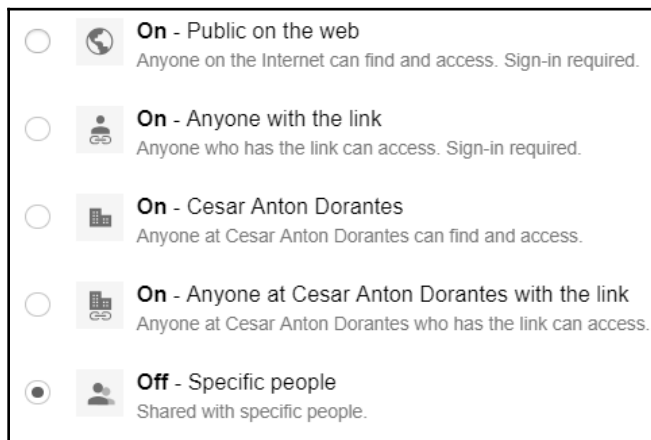 On - Public on the web
Anyone on the Internet can find and access. Sign-in required.
On - Anyone with the link
Anyone who has the link can access. Sign-in required.
On - Cesar Anton Dorantes
Anyone at Cesar Anton Dorantes can find and access.
On - Anyone at Cesar Anton Dorantes with the link
Anyone at Cesar Anton Dorantes who has the link can access.
Off - Specific people
Shared with specific people.